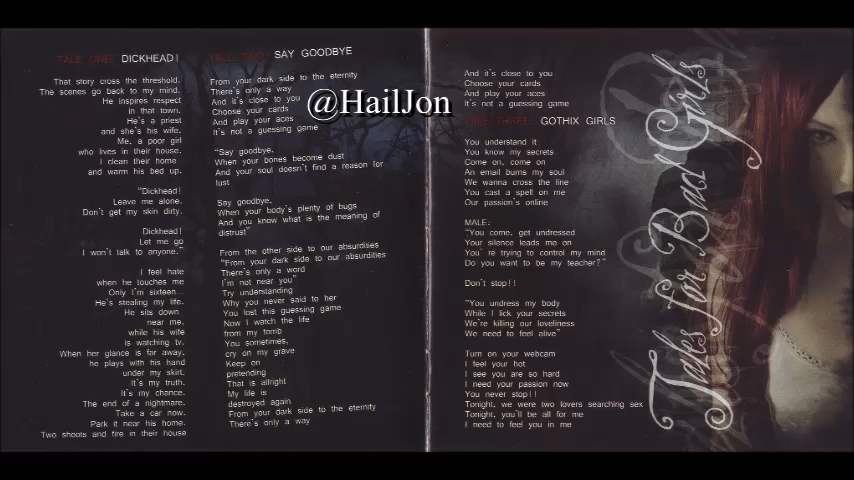 TALE ONE: DICKHEAD!
That story cross the threshold.
The scenes go back to my mind.
He inspires respect
in that town.
He's a priest
and she's his wife.
Me, a poor girl
who lives in their house.
I clean their home
and warm his bed up.
"Dickhead!
Leave me alone.
Don't get my skin dirty.
Dickhead!
Let me go
I won't talk to anyone."
I feel hate
when he touches me
Only I'm sixteen...
He's stealing my life.
He sits down
near me,
while his wife
is watching tv.
When her glance is far away,
he plays with his hand
under my skirt.
It's my truth.
It's my chance.
The end of a nightmare.
Take a car now.
Park it near his home.
Two shoots and fire in their house
TALE TWO: SAY GOODBYE
From your dark side to the eternity
There's only a way
And it's close to you
Choose your cards
And play your aces
It's not a guessing game
"Say goodbye,
When your bones become dust
And your soul doesn't find a reason for
lust
Say goodbye,
When your body's plenty of bugs
And you know what is the meaning of
distrust"
From the other side to our absurdities
"From your dark side to our absurdities
There's only a word
I'm not near you"
Try understanding
Why you never said to her
You lost this guessing game
Now I watch the life
from my tomb
You sometimes,
cry on my grave
Keep on
pretending
That is allright
My life is
destroyed again
From your dark side to the eternity
There's only a way
@HailJon
And it's close to you
Choose your cards
And play your aces
It's not a guessing game
TALE THREE: GOTHIX GIRLS
You understand it
You know my secrets
Come on, come on
An email burns my soul
We wanna cross the line
You cast a spell on me
Our passion's online
MALE:
"You come, get undressed
Your silence leads me on
You're trying to control my mind
Do you want to be my teacher?"
Don't stop!!
"You undress my body
While I lick your secrets
We're killing our loveliness
We need to feel alive"
Turn on your webcam
I feel your hot
I see you are so hard
I need your passion now
You never stop!!
Tonight, we were two lovers searching sex
Tonight, you'll be all for me
I need to feel you in me
Tales for Bad Girls